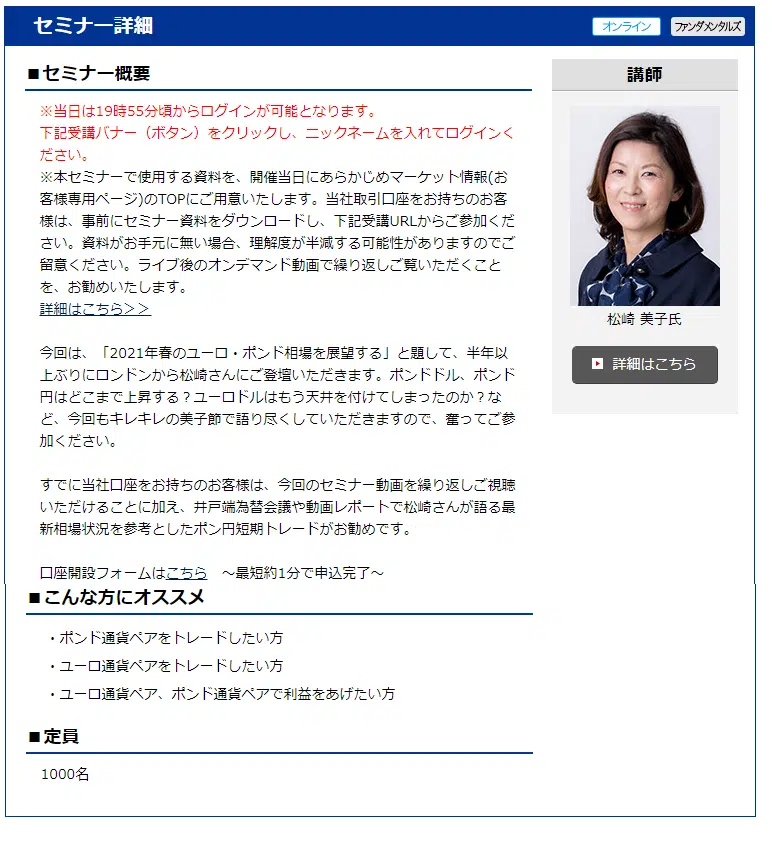 セミナー詳細
オンライン
ファンダメンタルズ
■セミナー概要
※当日は19時55分頃からログインが可能となります。
下記受講バナー（ボタン）をクリックし、ニックネームを入れてログインく
ださい。
※本セミナーで使用する資料を、開催当日にあらかじめマーケット情報(お
客様専用ページ)のTOPにご用意いたします。当社取引口座をお持ちのお客
様は、事前にセミナー資料をダウンロードし、下記受講URLからご参加くだ
さい。資料がお手元に無い場合、理解度が半減する可能性がありますのでご
留意ください。ライブ後のオンデマンド動画で繰り返しご覧いただくこと
を、お勧めいたします。
詳細はこちら＞＞
今回は、「2021年春のユーロ・ポンド相場を展望する」と題して、半年以
上ぶりにロンドンから松崎さんにご登壇いただきます。ポンドドル、ポンド
円はどこまで上昇する？ユーロドルはもう天井を付けてしまったのか？な
ど、今回もキレキレの美子節で語り尽くしていただきますので、奮ってご参
加ください。
すでに当社口座をお持ちのお客様は、今回のセミナー動画を繰り返しご視聴
いただけることに加え、井戸端為替会議や動画レポートで松崎さんが語る最
新相場状況を参考としたポン円短期トレードがお勧めです。
口座開設フォームはこちら　～最短約1分で申込完了～
■こんな方にオススメ
・ポンド通貨ペアをトレードしたい方
・ユーロ通貨ペアをトレードしたい方
・ユーロ通貨ペア、ポンド通貨ペアで利益をあげたい方
■定員
1000名
講師
松崎 美子氏
詳細はこちら